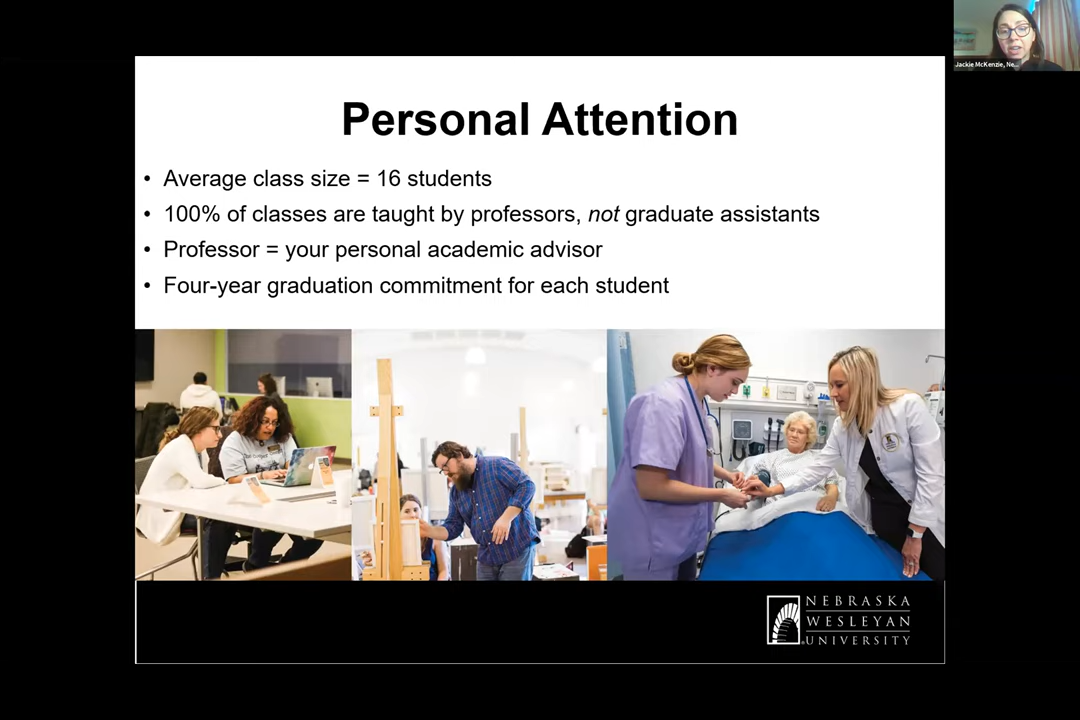 Personal Attention
• Average class size = 16 students
• 100% of classes are taught by professors, not graduate assistants
• Professor = your personal academic advisor
• Four-year graduation commitment for each student
NEBRASKA
WESLEYAN
UNIVERSITY
Jackie McKenzie, Ne...